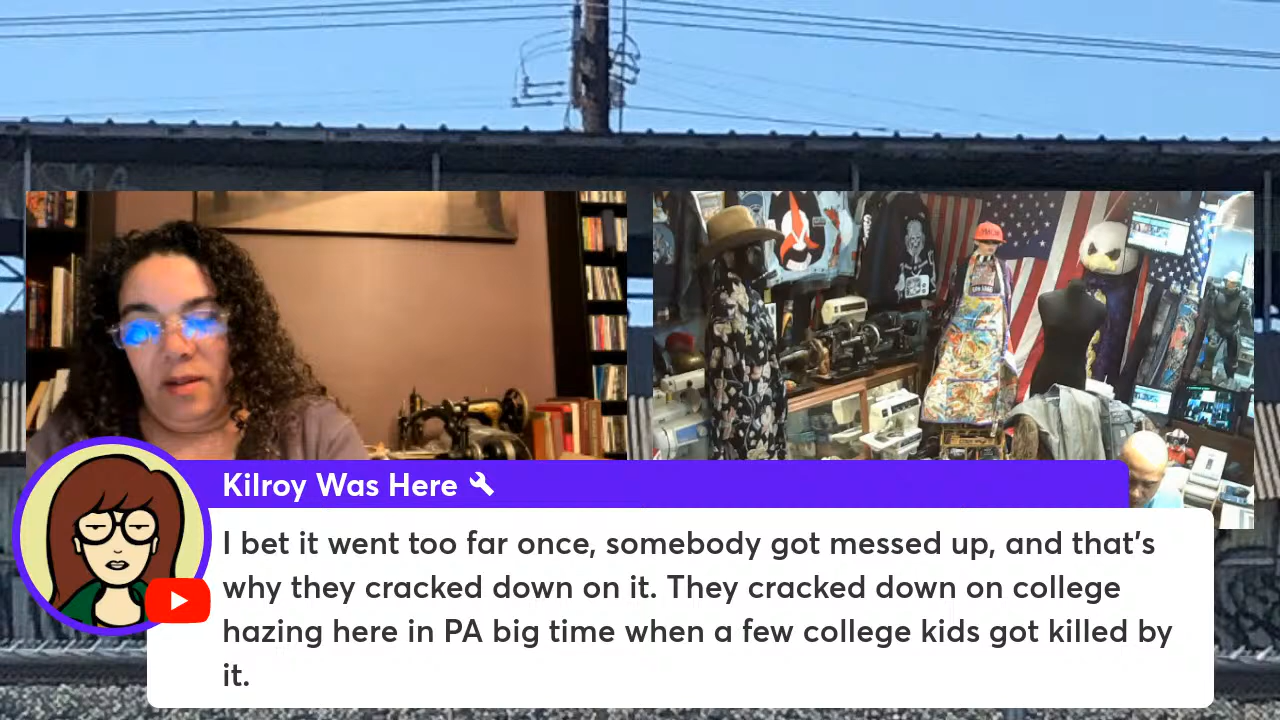 Kilroy Was Here
I bet it went too far once, somebody got messed up, and that's
why they cracked down on it. They cracked down on college
hazing here in PA big time when a few college kids got killed by
it.